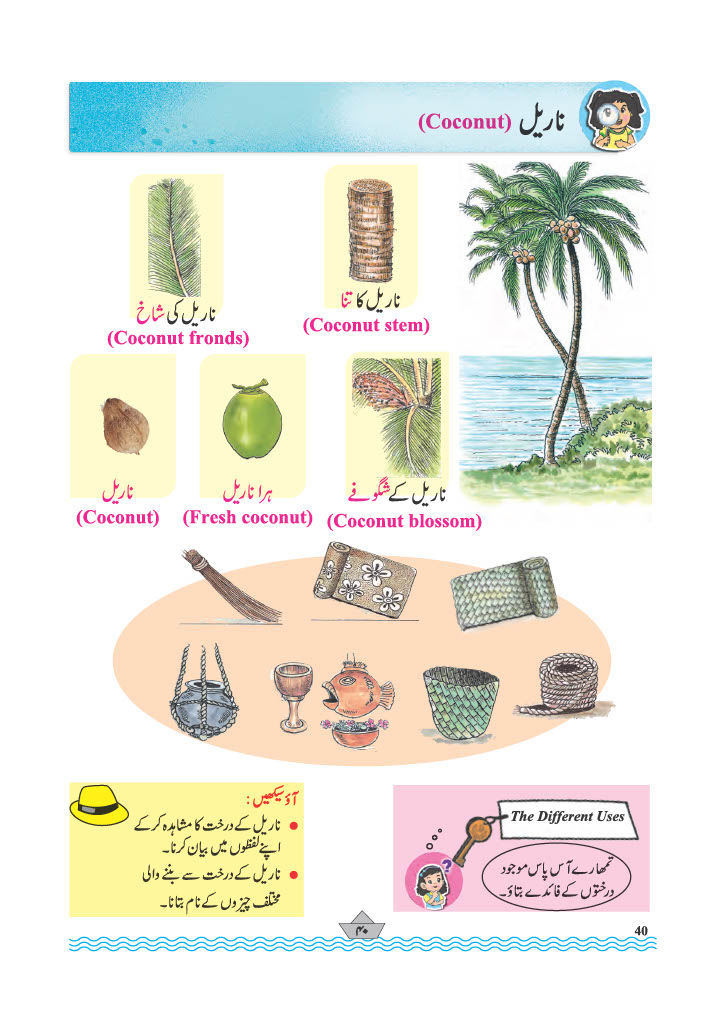 ناریل (Coconut)
ناریل کا تنا
(Coconut stem)
ناریل کی شاخ
(Coconut fronds)
ناریل کے شگوفے
(Coconut blossom)
ہرا ناریل
(Fresh coconut)
ناریل
(Coconut)
The Different Uses
تمھارے آس پاس موجود
درختوں کے فائدے بتاؤ۔
?
آؤ سیکھیں :
• ناریل کے درخت کا مشاہدہ کر کے
اپنے لفظوں میں بیان کرنا۔
• ناریل کے درخت سے بننے والی
مختلف چیزوں کے نام بتانا۔
۴۰
40